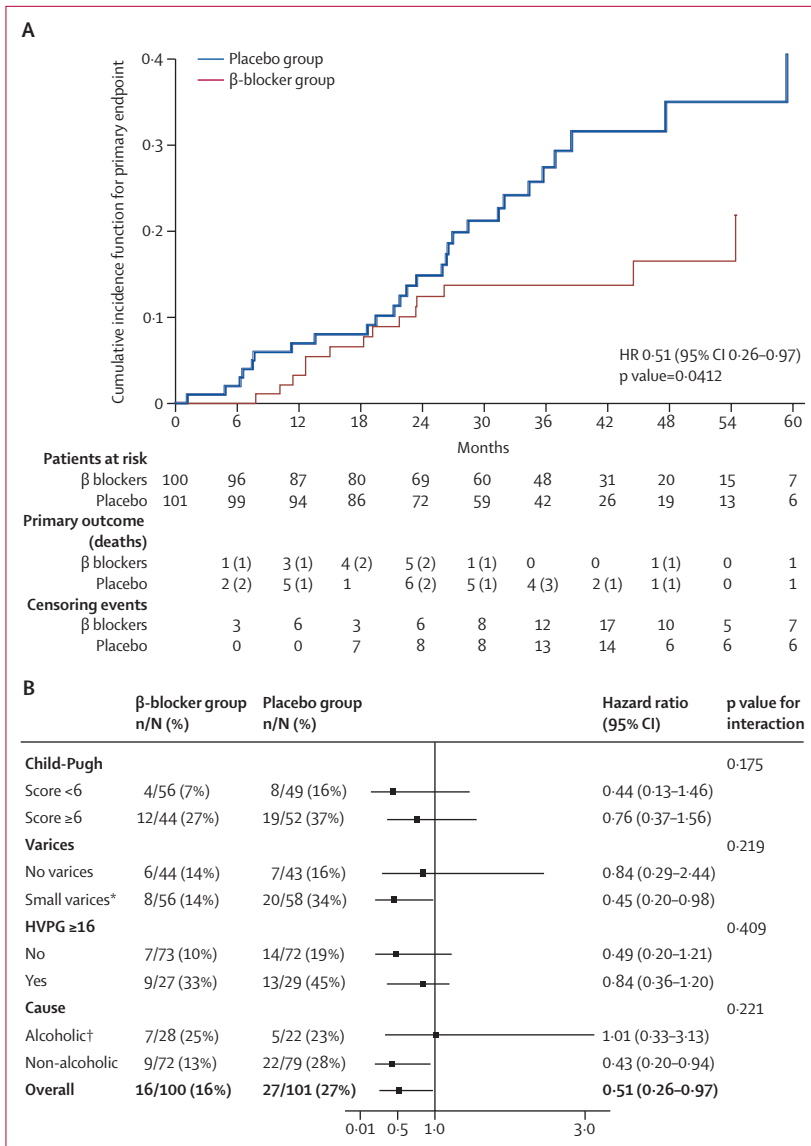 A
0·4
Placebo group
β-blocker group
0·3
0·2
0·1
0
Cumulative incidence function for primary endpoint
HR 0·51 (95% CI 0·26–0·97)
p value=0·0412
0 6 12 18 24 30 36 42 48 54 60
Months
Patients at risk
β blockers 100 96 87 80 69 60 48 31 20 15 7
Placebo 101 99 94 86 72 59 42 26 19 13 6
Primary outcome
(deaths)
β blockers 1 (1) 3 (1) 4 (2) 5 (2) 1 (1) 0 0 1 (1) 0 1
Placebo 2 (2) 5 (1) 1 6 (2) 5 (1) 4 (3) 2 (1) 1 (1) 0 1
Censoring events
β blockers 3 6 3 6 8 12 17 10 5 7
Placebo 0 0 7 8 8 13 14 6 6 6
B
β-blocker group Placebo group Hazard ratio p value for
n/N (%) n/N (%) (95% CI) interaction
Child-Pugh 0·175
Score <6 4/56 (7%) 8/49 (16%) 0·44 (0·13–1·46)
Score ≥6 12/44 (27%) 19/52 (37%) 0·76 (0·37–1·56)
Varices 0·219
No varices 6/44 (14%) 7/43 (16%) 0·84 (0·29–2·44)
Small varices* 8/56 (14%) 20/58 (34%) 0·45 (0·20–0·98)
HVPG ≥16 0·409
No 7/73 (10%) 14/72 (19%) 0·49 (0·20–1·21)
Yes 9/27 (33%) 13/29 (45%) 0·84 (0·36–1·20)
Cause 0·221
Alcoholic† 7/28 (25%) 5/22 (23%) 1·01 (0·33–3·13)
Non-alcoholic 9/72 (13%) 22/79 (28%) 0·43 (0·20–0·94)
Overall 16/100 (16%) 27/101 (27%) 0·51 (0·26–0·97)
0·01 0·5 1·0 3·0